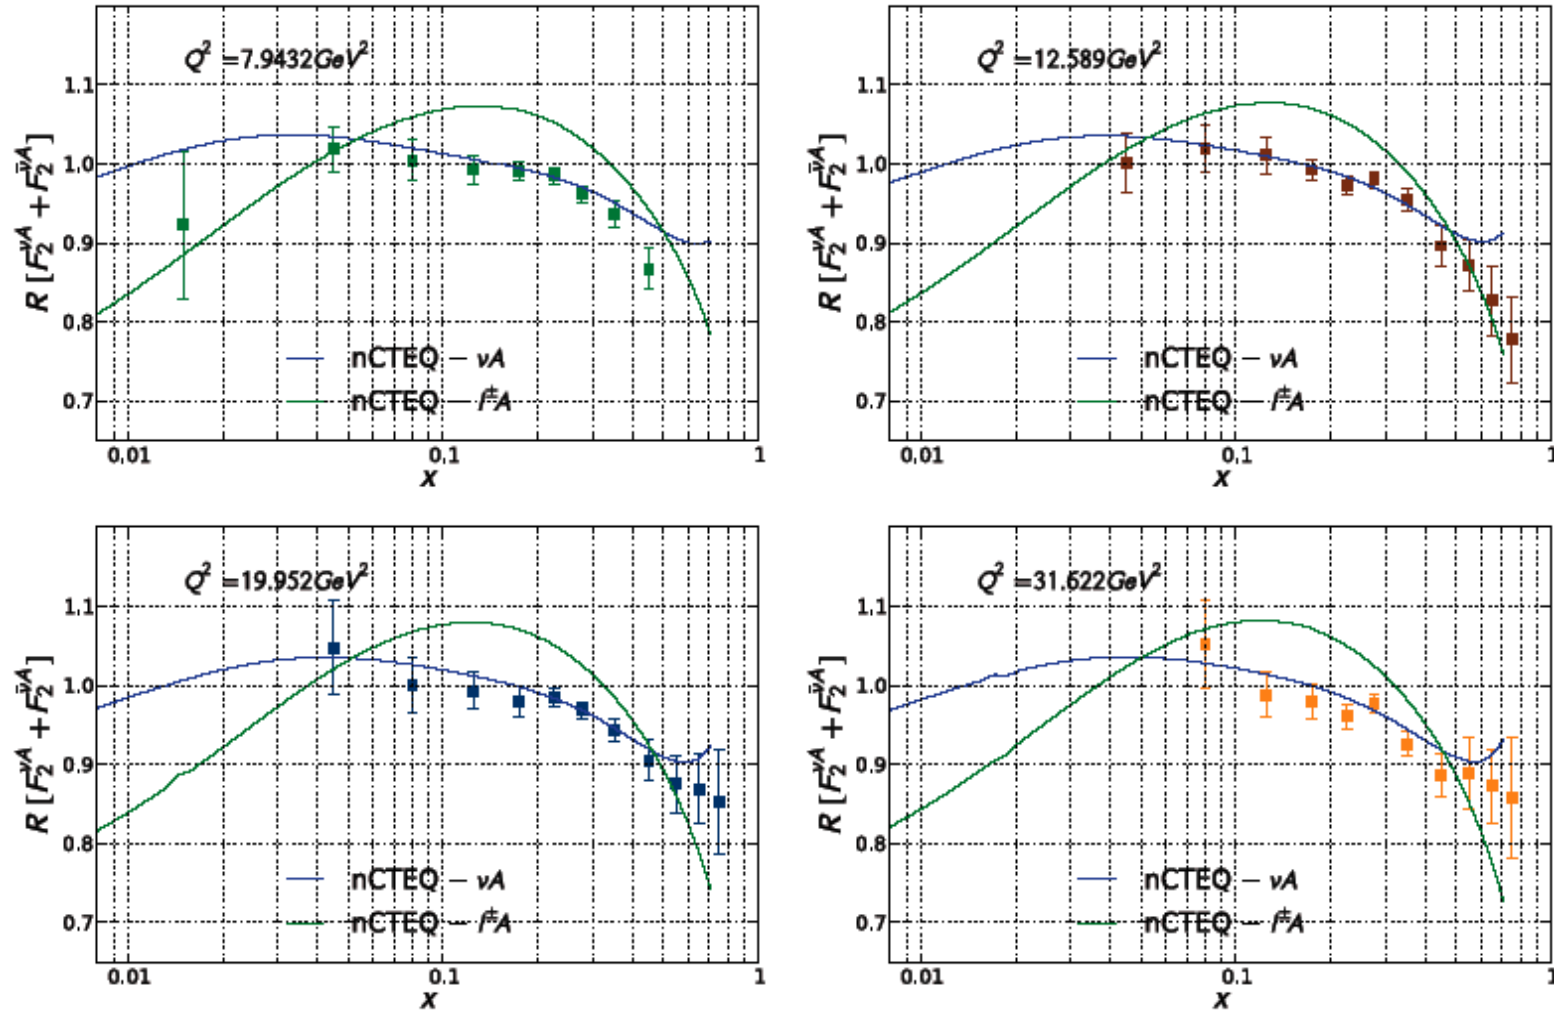 Q² =7.9432GeV²
1.1
1.0
0.9
0.8
0.7
R [F₂^νA + F₂^ν̄A]
nCTEQ − νA
nCTEQ − l^±A
0.01 0.1 1
x
Q² =12.589GeV²
1.1
1.0
0.9
0.8
0.7
R [F₂^νA + F₂^ν̄A]
nCTEQ − νA
nCTEQ − l^±A
0.01 0.1 1
x
Q² =19.952GeV²
1.1
1.0
0.9
0.8
0.7
R [F₂^νA + F₂^ν̄A]
nCTEQ − νA
nCTEQ − l^±A
0.01 0.1 1
x
Q² =31.622GeV²
1.1
1.0
0.9
0.8
0.7
R [F₂^νA + F₂^ν̄A]
nCTEQ − νA
nCTEQ − l^±A
0.01 0.1 1
x